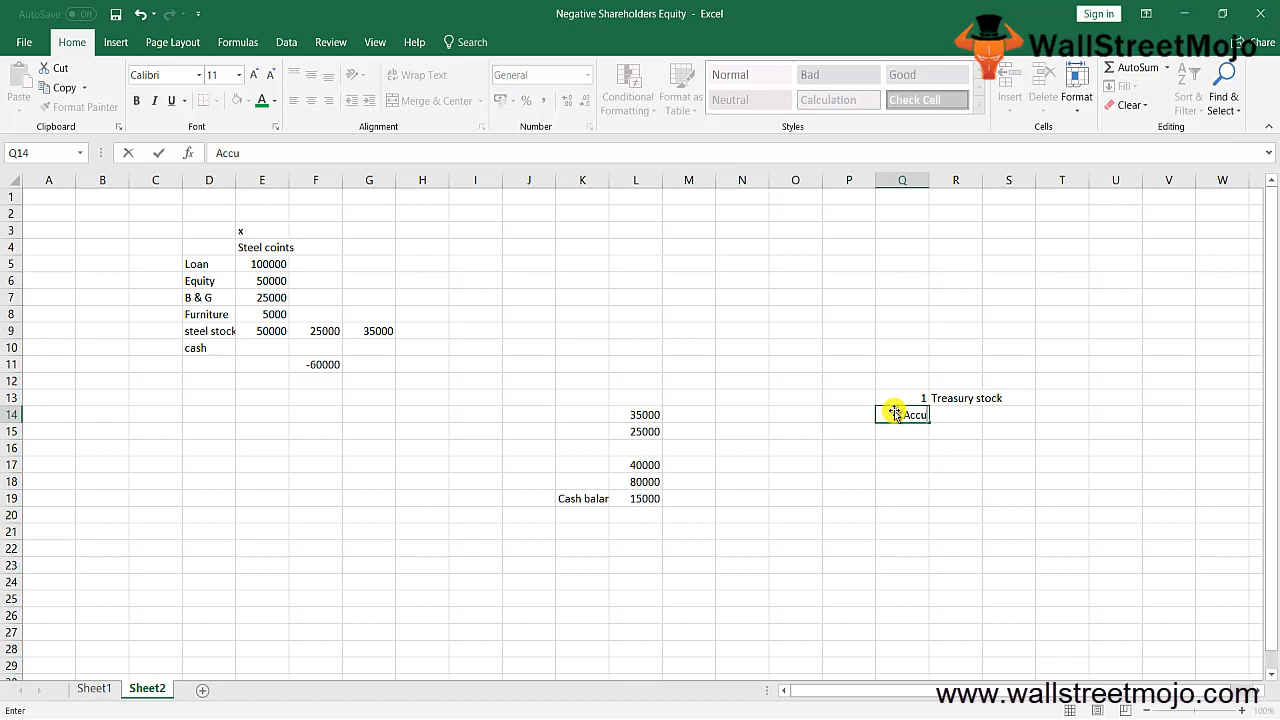 AutoSave Off
Negative Shareholders Equity - Excel
Sign in
File Home Insert Page Layout Formulas Data Review View Help Search
Share
WallStreetMojo
Paste
Cut
Copy
Format Painter
Clipboard
Calibri 11
B I U
Font
Wrap Text
Merge & Center
Alignment
General
Number
Conditional Formatting
Format as Table
Normal Bad Good
Neutral Calculation Check Cell
Styles
Insert Delete Format
Cells
AutoSum
Fill
Clear
Sort & Filter
Find & Select
Editing
Q14 fx Accu
A B C D E F G H I J K L M N O P Q R S T U V W
1
2
3 x
4 Steel coints
5 Loan 100000
6 Equity 50000
7 B & G 25000
8 Furniture 5000
9 steel stock 50000 25000 35000
10 cash
11 -60000
12
13 1 Treasury stock
14 35000 Accu
15 25000
16
17 40000
18 80000
19 Cash balar 15000
20
21
22
23
24
25
26
27
28
29
Sheet1 Sheet2
www.wallstreetmojo.com
Enter
100%